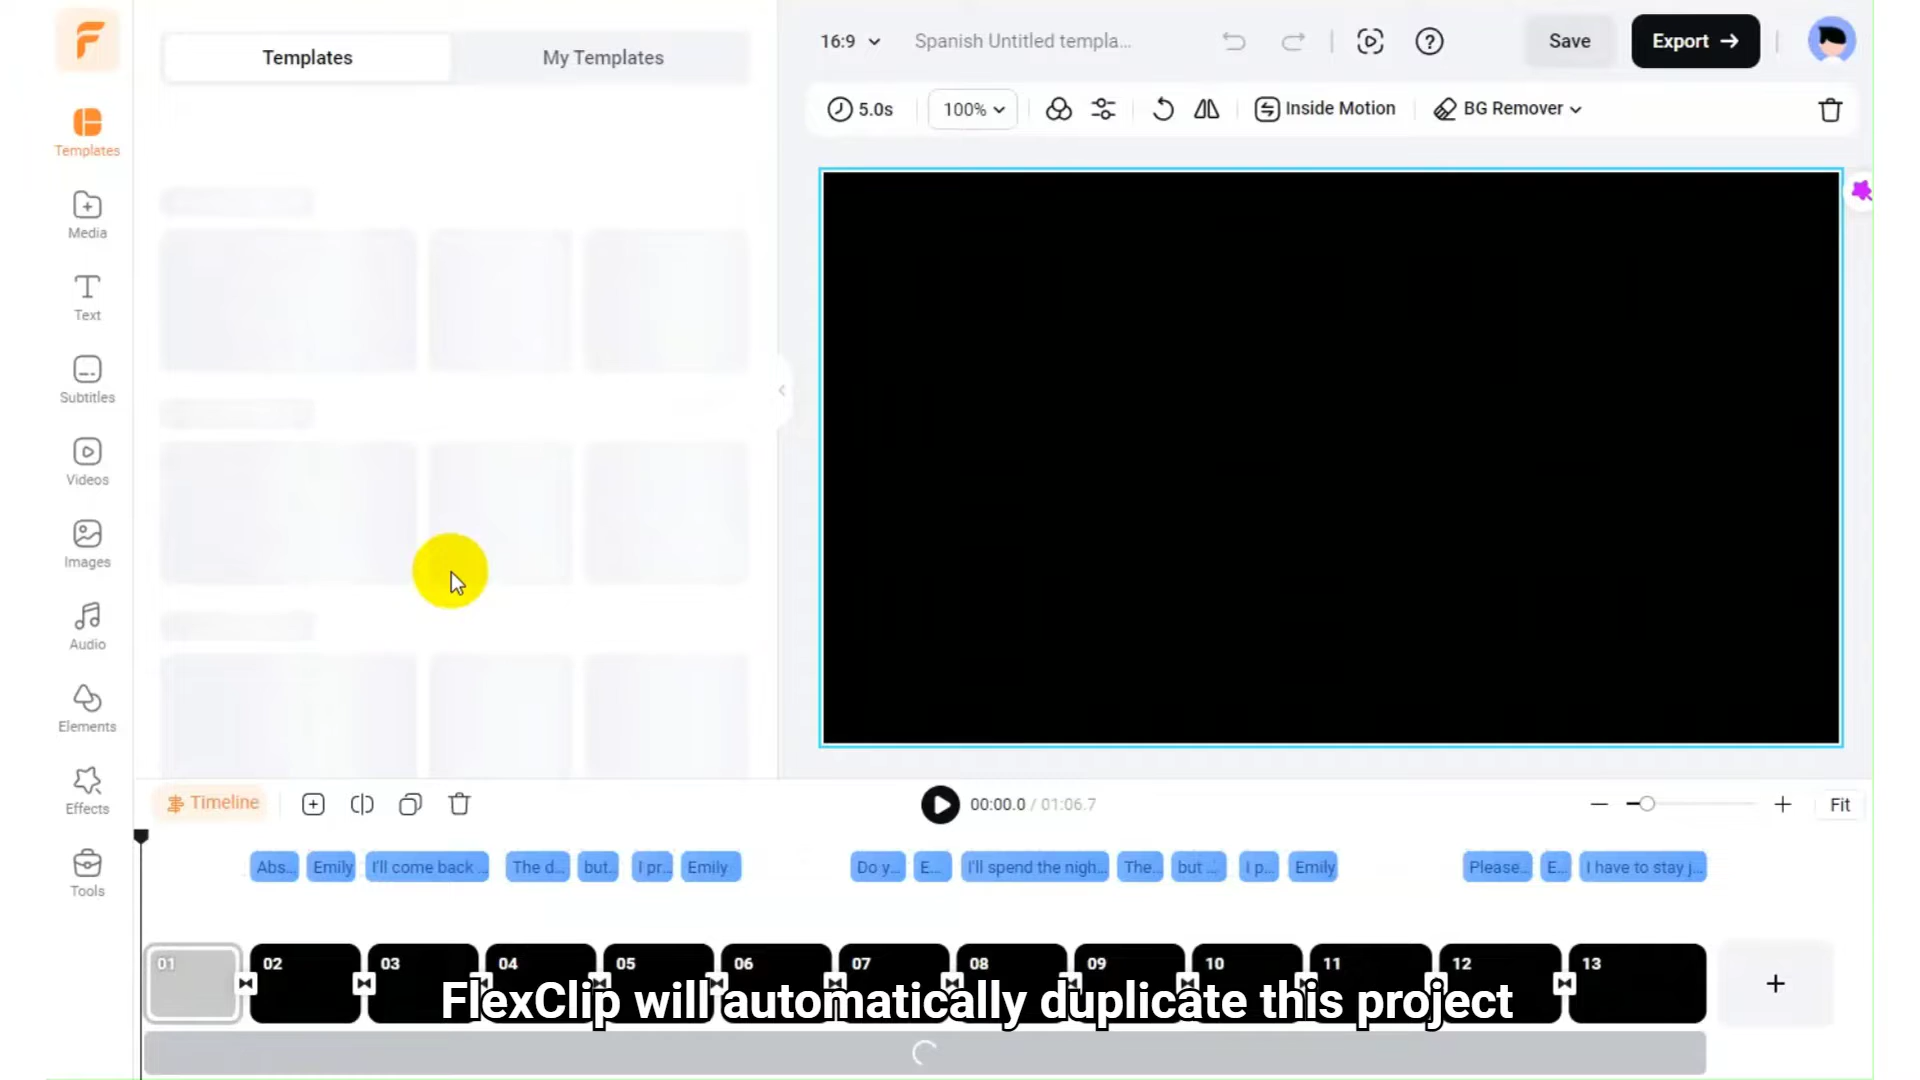 Templates
My Templates
16:9
Spanish Untitled templa...
Save
Export
5.0s
100%
Inside Motion
BG Remover
Templates
Media
Text
Subtitles
Videos
Images
Audio
Elements
Effects
Tools
Timeline
00:00.0 / 01:06.7
Fit
Abs... Emily I'll come back ... The d... but... I pr... Emily Do y... E... I'll spend the nigh... The... but ... I p... Emily Please... E... I have to stay j...
01 02 03 04 05 06 07 08 09 10 11 12 13
FlexClip will automatically duplicate this project